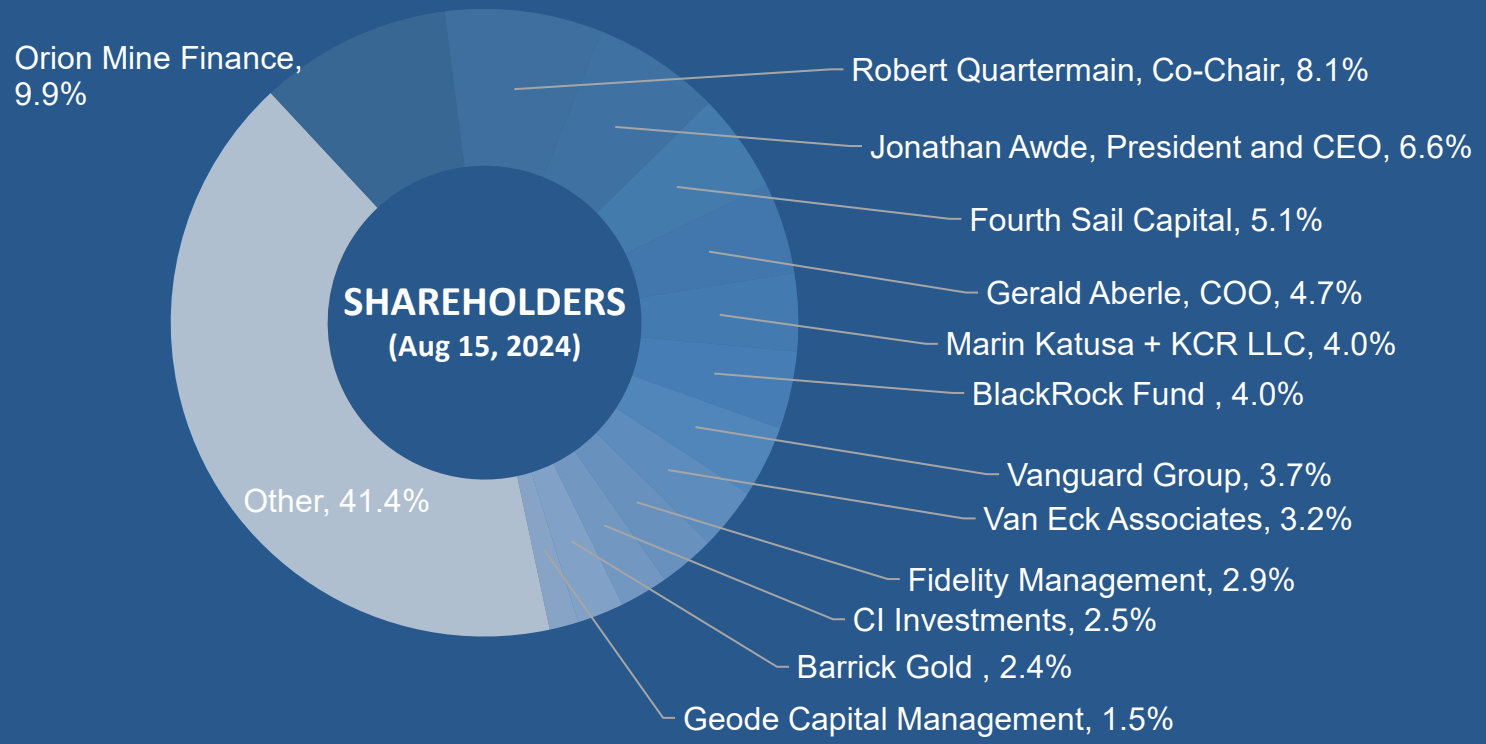 Orion Mine Finance,
9.9%
Robert Quartermain, Co-Chair, 8.1%
Jonathan Awde, President and CEO, 6.6%
Fourth Sail Capital, 5.1%
Gerald Aberle, COO, 4.7%
Marin Katusa + KCR LLC, 4.0%
BlackRock Fund , 4.0%
Vanguard Group, 3.7%
Van Eck Associates, 3.2%
Fidelity Management, 2.9%
CI Investments, 2.5%
Barrick Gold , 2.4%
Geode Capital Management, 1.5%
Other, 41.4%
SHAREHOLDERS
(Aug 15, 2024)